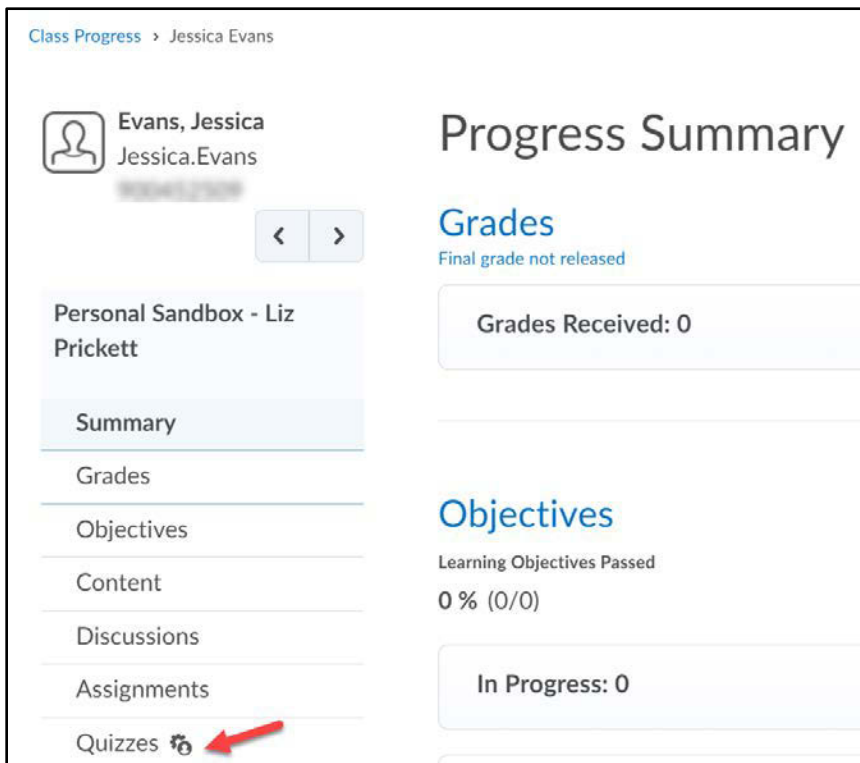 Class Progress › Jessica Evans
Evans, Jessica
Jessica.Evans
Personal Sandbox - Liz
Prickett
Summary
Grades
Objectives
Content
Discussions
Assignments
Quizzes
Progress Summary
Grades
Final grade not released
Grades Received: 0
Objectives
Learning Objectives Passed
0 % (0/0)
In Progress: 0